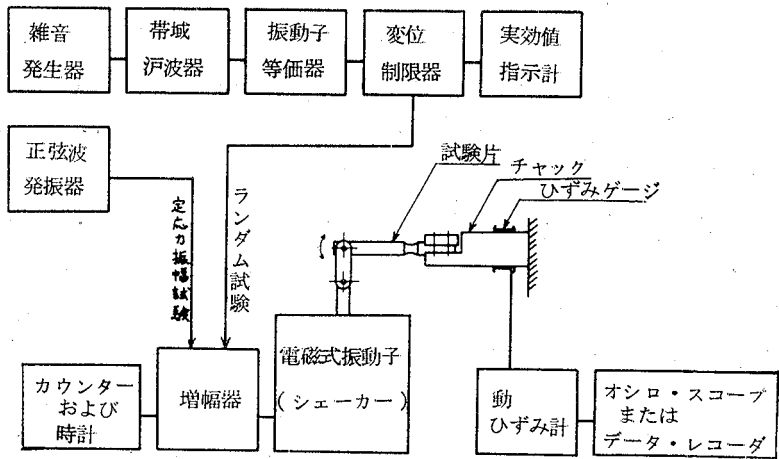 雑音
発生器
帯域
沪波器
振動子
等価器
変位
制限器
実効値
指示計
正弦波
発振器
定応力振幅試験
ランダム試験
試験片
チャック
ひずみゲージ
電磁式振動子
(シェーカー)
カウンター
および
時計
増幅器
動
ひずみ計
オシロ・スコープ
または
データ・レコーダ